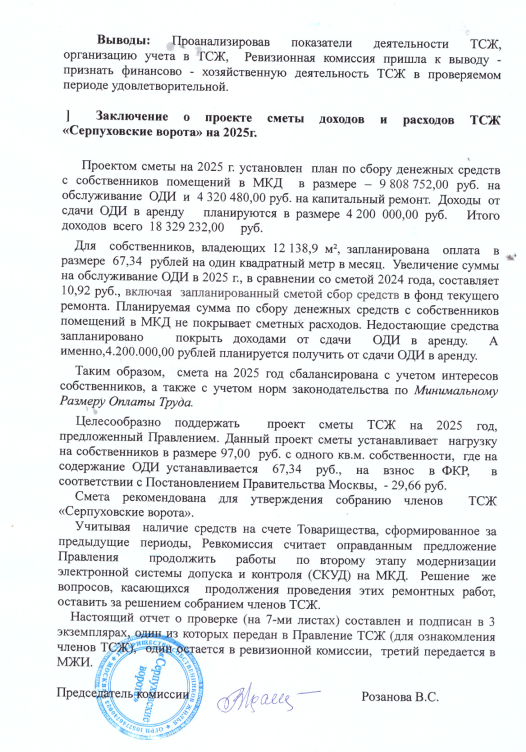 Выводы: Проанализировав показатели деятельности ТСЖ,
организацию учета в ТСЖ, Ревизионная комиссия пришла к выводу -
признать финансово - хозяйственную деятельность ТСЖ в проверяемом
периоде удовлетворительной.
Заключение о проекте сметы доходов и расходов ТСЖ
«Серпуховские ворота» на 2025г.
Проектом сметы на 2025 г. установлен план по сбору денежных средств
с собственников помещений в МКД в размере – 9 808 752,00 руб. на
обслуживание ОДИ и 4 320 480,00 руб. на капитальный ремонт. Доходы от
сдачи ОДИ в аренду планируются в размере 4 200 000,00 руб. Итого
доходов всего 18 329 232,00 руб.
Для собственников, владеющих 12 138,9 м², запланирована оплата в
размере 67,34 рублей на один квадратный метр в месяц. Увеличение суммы
на обслуживание ОДИ в 2025 г., в сравнении со сметой 2024 года, составляет
10,92 руб., включая запланированный сметой сбор средств в фонд текущего
ремонта. Планируемая сумма по сбору денежных средств с собственников
помещений в МКД не покрывает сметных расходов. Недостающие средства
запланировано покрыть доходами от сдачи ОДИ в аренду. А
именно,4.200.000,00 рублей планируется получить от сдачи ОДИ в аренду.
Таким образом, смета на 2025 год сбалансирована с учетом интересов
собственников, а также с учетом норм законодательства по Минимальному
Размеру Оплаты Труда.
Целесообразно поддержать проект сметы ТСЖ на 2025 год,
предложенный Правлением. Данный проект сметы устанавливает нагрузку
на собственников в размере 97,00 руб. с одного кв.м. собственности, где на
содержание ОДИ устанавливается 67,34 руб., на взнос в ФКР, в
соответствии с Постановлением Правительства Москвы, - 29,66 руб.
Смета рекомендована для утверждения собранию членов ТСЖ
«Серпуховские ворота».
Учитывая наличие средств на счете Товарищества, сформированное за
предыдущие периоды, Ревкомиссия считает оправданным предложение
Правления продолжить работы по второму этапу модернизации
электронной системы допуска и контроля (СКУД) на МКД. Решение же
вопросов, касающихся продолжения проведения этих ремонтных работ,
оставить за решением собранием членов ТСЖ.
Настоящий отчет о проверке (на 7-ми листах) составлен и подписан в 3
экземплярах, один из которых передан в Правление ТСЖ (для ознакомления
членов ТСЖ), один остается в ревизионной комиссии, третий передается в
МЖИ.
Председатель комиссии Розанова В.С.
«Серпуховские
ворота»